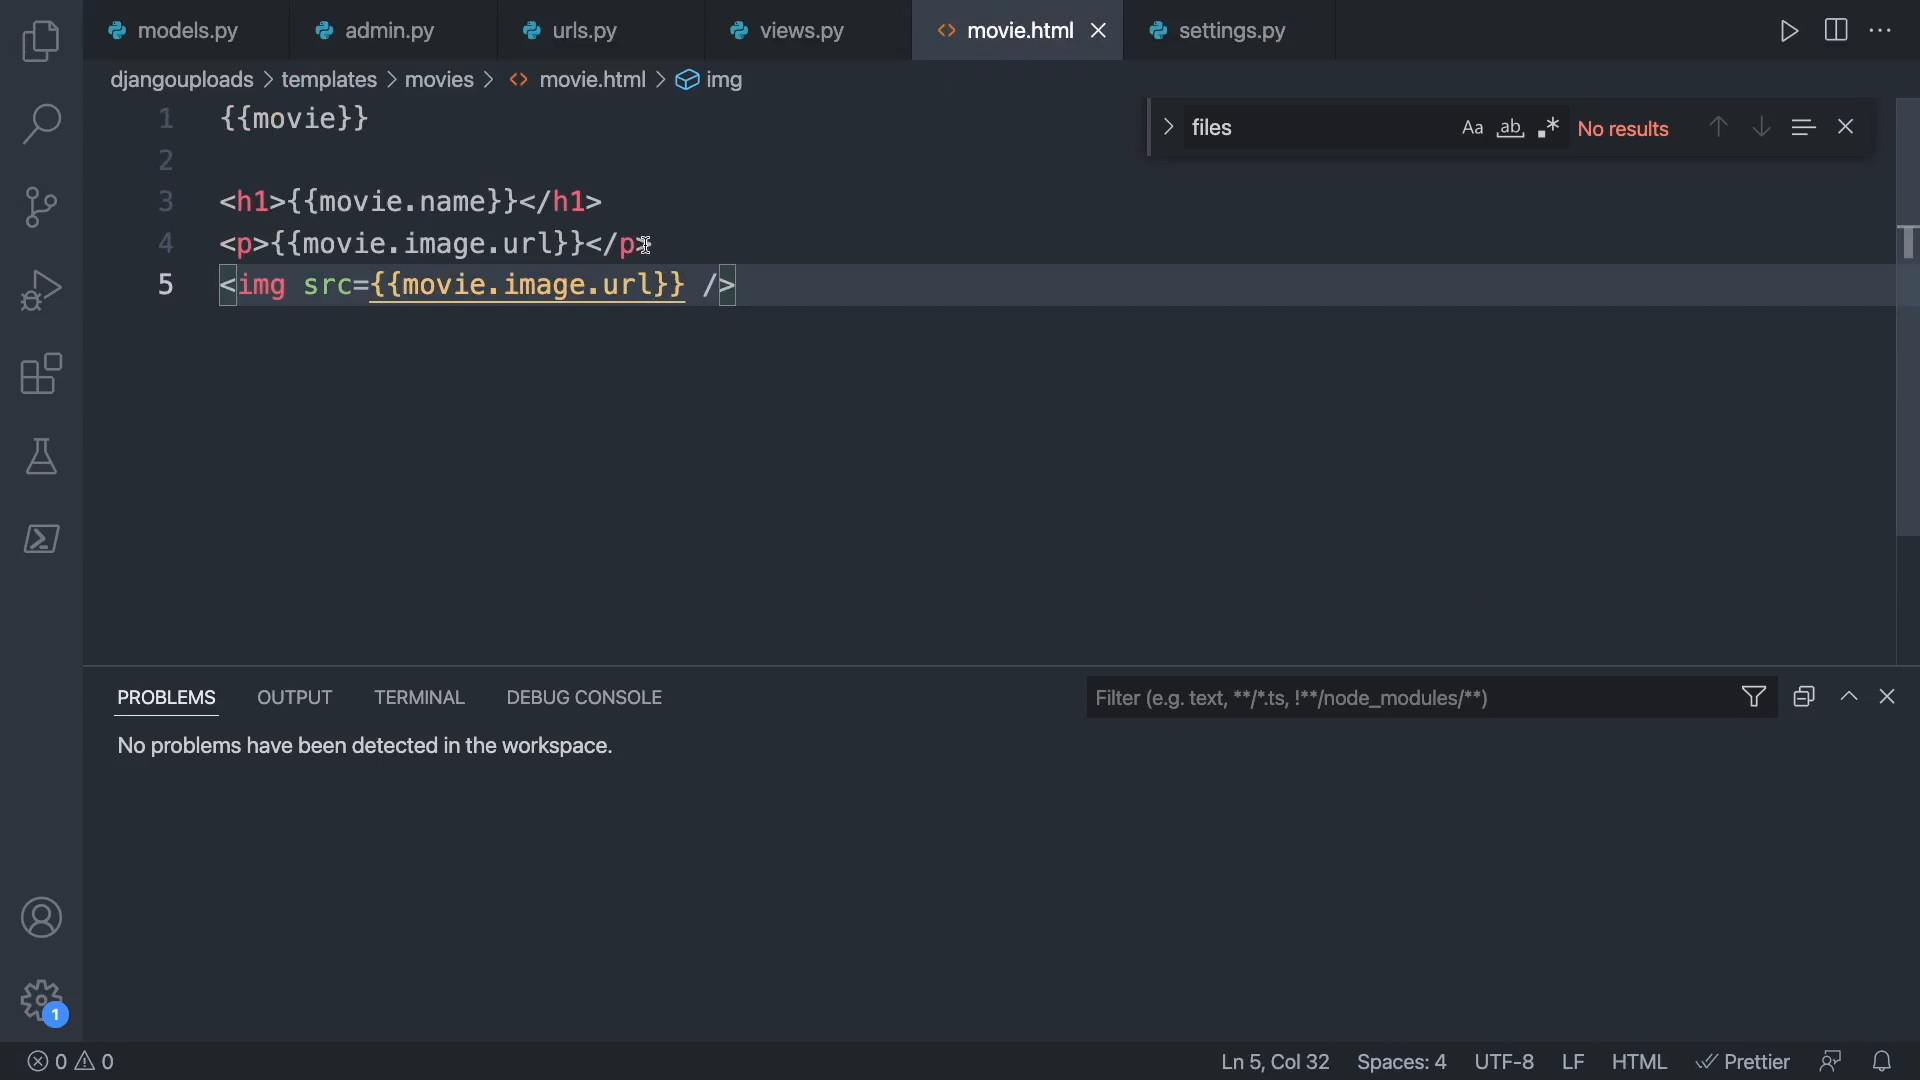 models.py admin.py urls.py views.py movie.html settings.py
djangouploads > templates > movies > movie.html > img
files Aa ab No results
1 {{movie}}
2
3 <h1>{{movie.name}}</h1>
4 <p>{{movie.image.url}}</p>
5 <img src={{movie.image.url}} />
PROBLEMS OUTPUT TERMINAL DEBUG CONSOLE Filter (e.g. text, **/*.ts, !**/node_modules/**)
No problems have been detected in the workspace.
1
0 0 Ln 5, Col 32 Spaces: 4 UTF-8 LF HTML Prettier